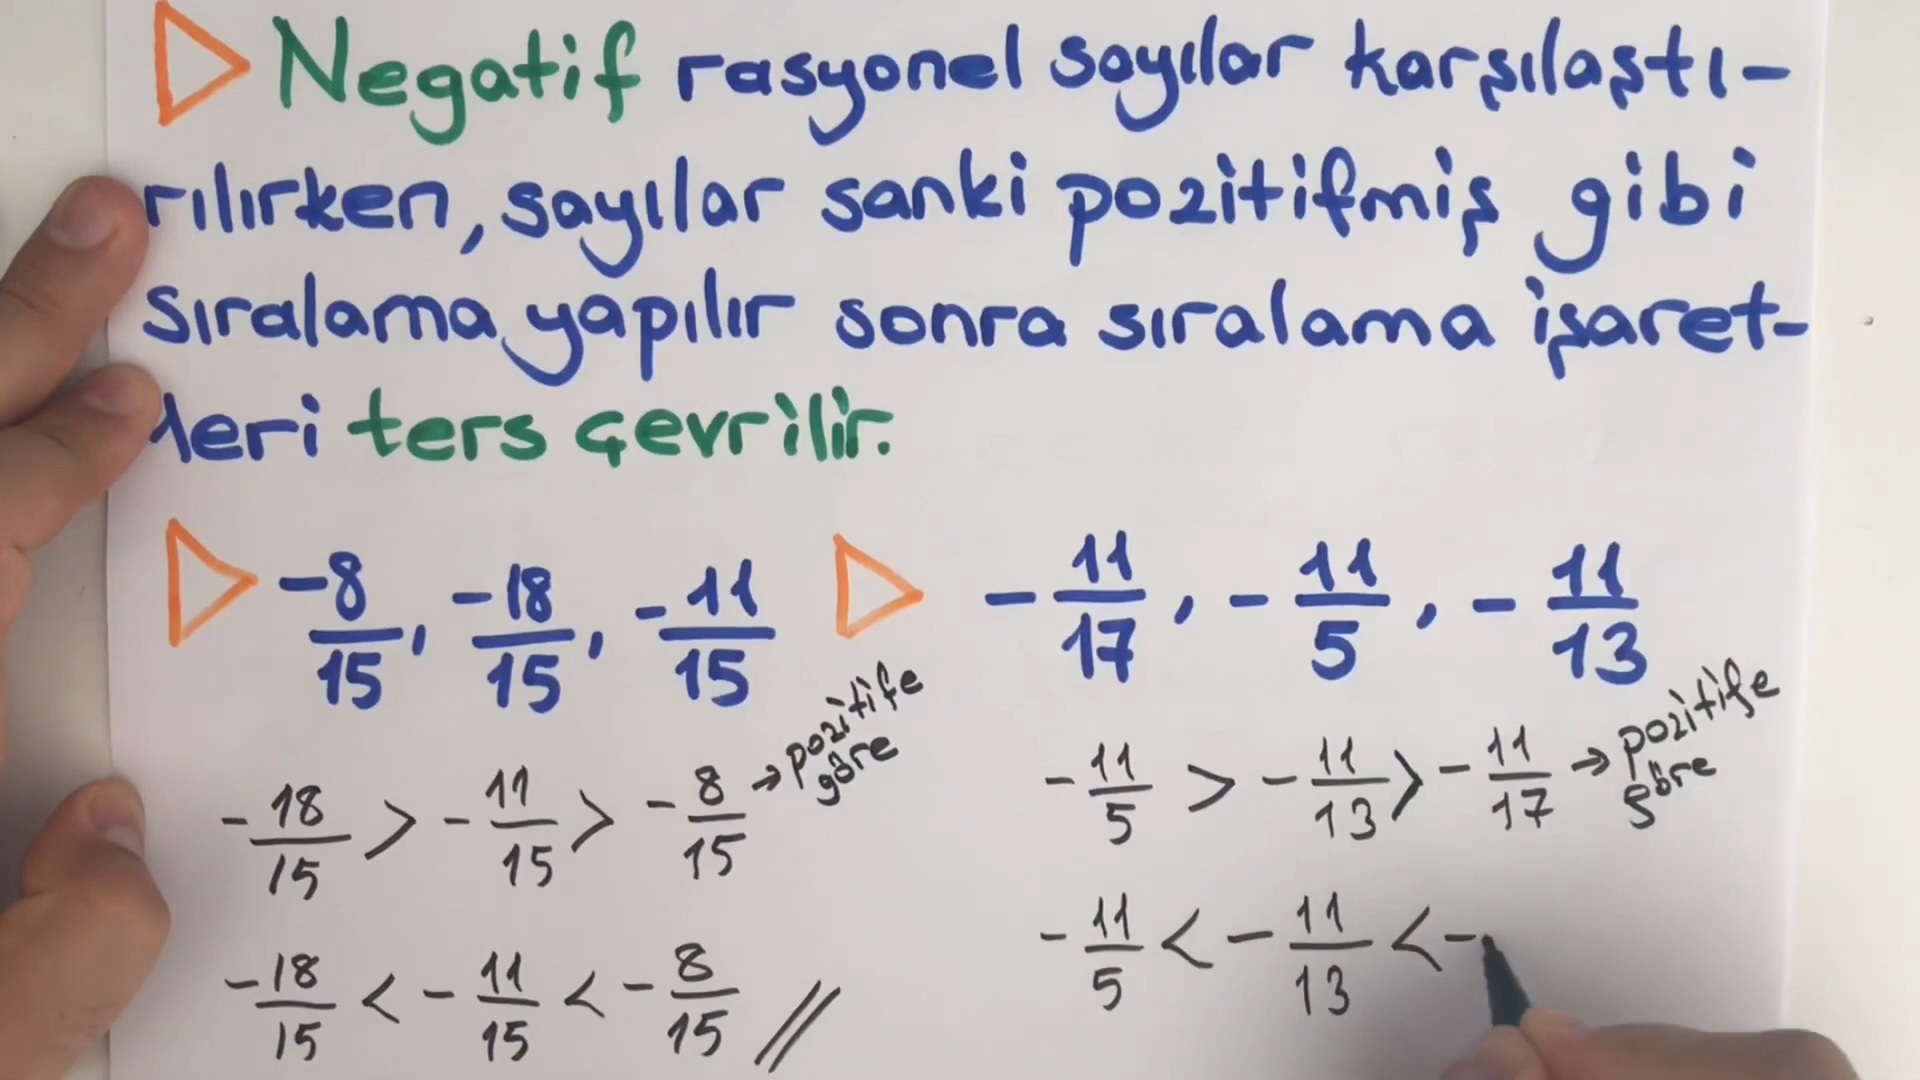 Negatif rasyonel sayılar karşılaştı-
rılırken, sayılar sanki pozitifmiş gibi
sıralama yapılır sonra sıralama işaret-
leri ters çevrilir.
-8/15, -18/15, -11/15
-18/15 > -11/15 > -8/15 → pozitife göre
-18/15 < -11/15 < -8/15 //
-11/17, -11/5, -11/13
-11/5 > -11/13 > -11/17 → pozitife göre
-11/5 < -11/13 < -